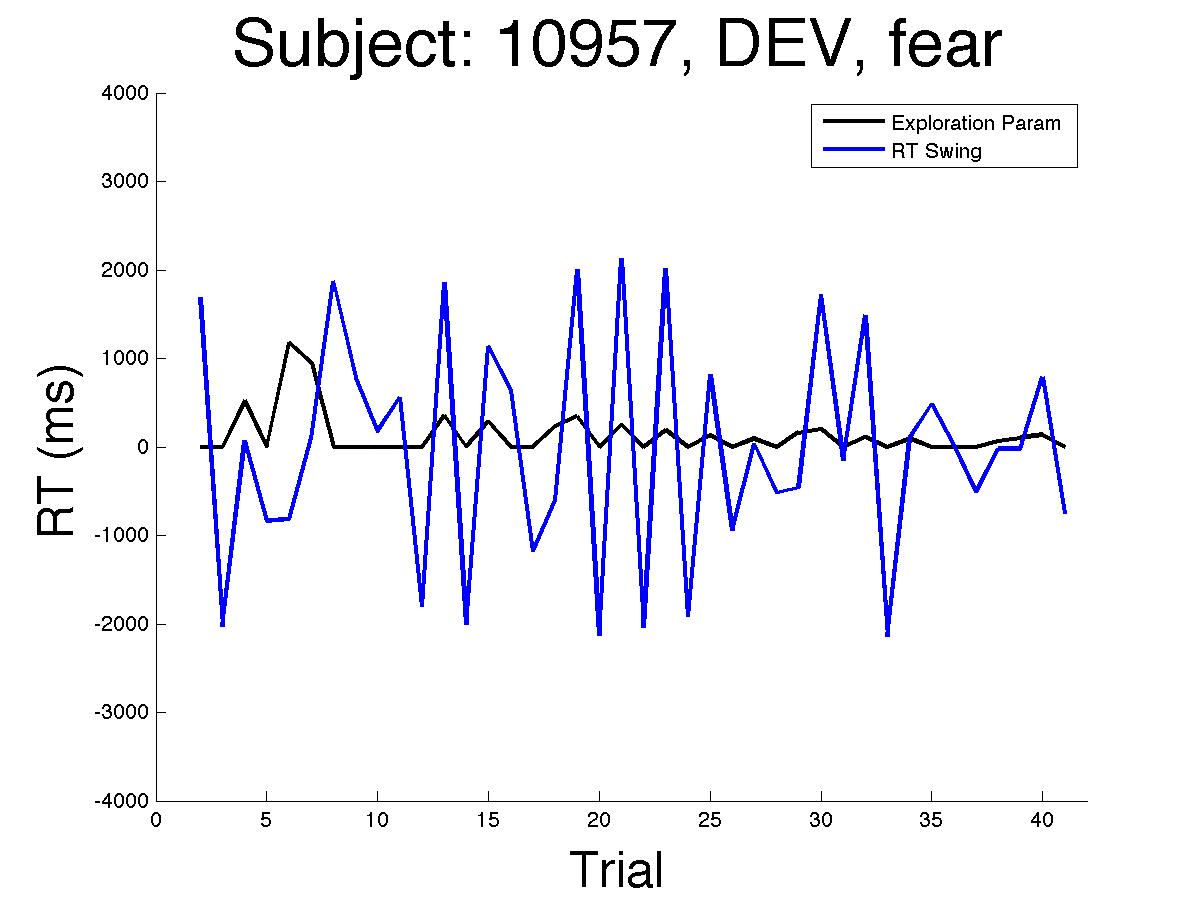 Subject: 10957, DEV, fear
Exploration Param
RT Swing
4000
3000
2000
1000
0
-1000
-2000
-3000
-4000
RT (ms)
0 5 10 15 20 25 30 35 40
Trial